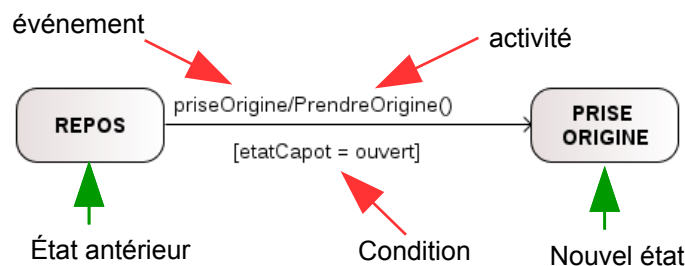 événement
activité
priseOrigine/PrendreOrigine()
REPOS
PRISE
ORIGINE
[etatCapot = ouvert]
État antérieur
Condition
Nouvel état